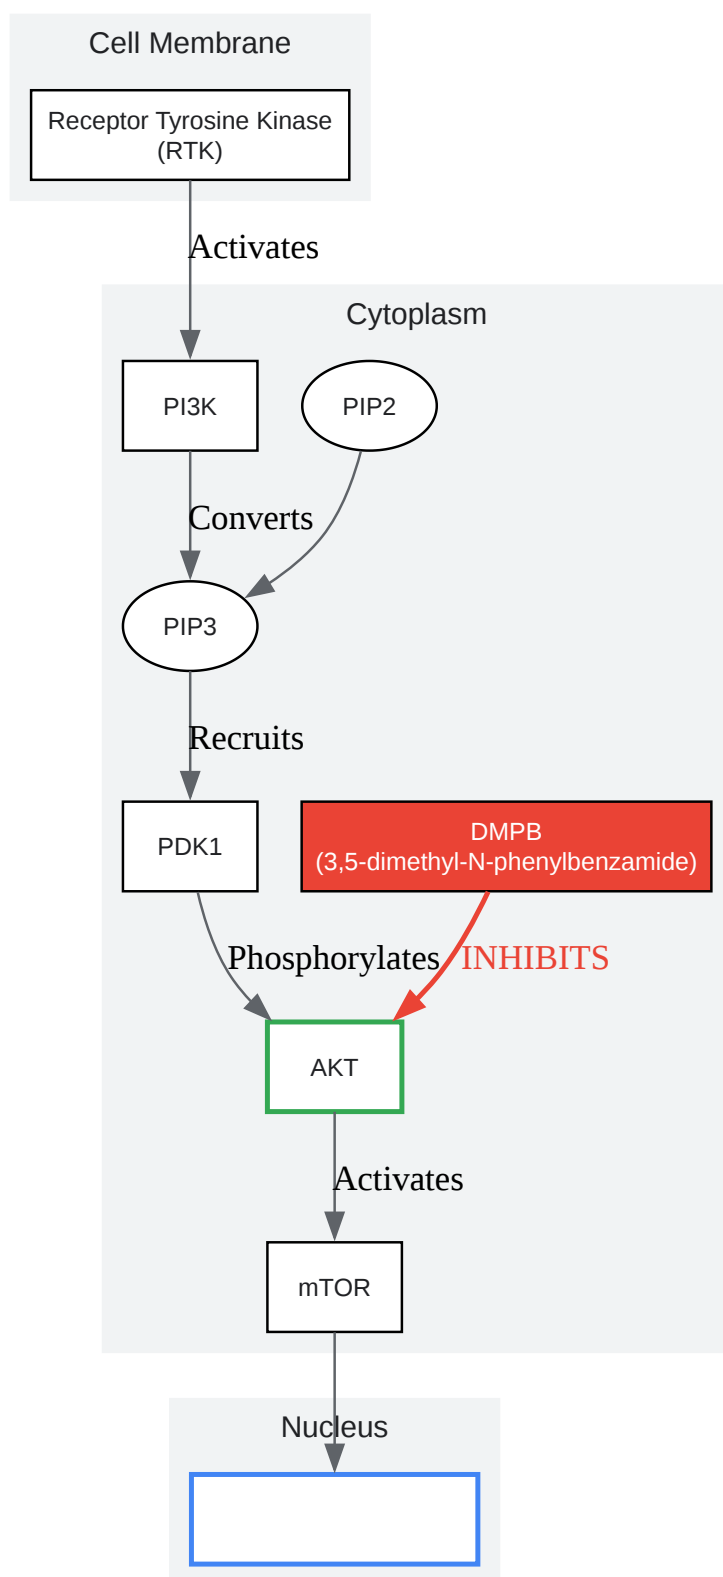 Cell Membrane
Receptor Tyrosine Kinase
(RTK)
Activates
Cytoplasm
PI3K
PIP2
Converts
PIP3
Recruits
PDK1
DMPB
(3,5-dimethyl-N-phenylbenzamide)
Phosphorylates
INHIBITS
AKT
Activates
mTOR
Nucleus